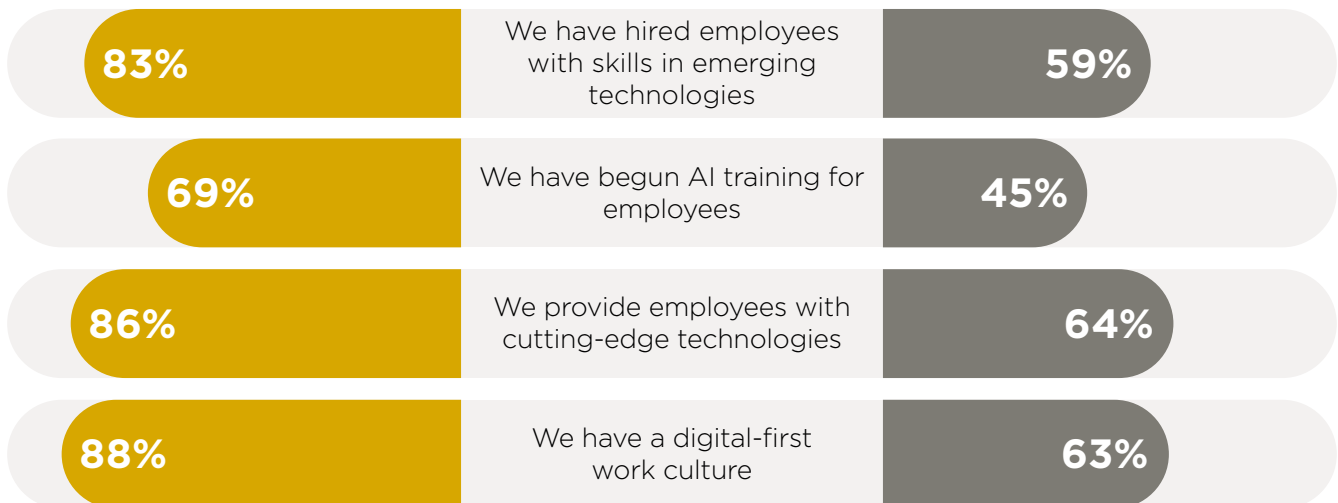 We have hired employees
83% with skills in emerging 59%
technologies
We have begun AI training for
69% employees 45%
We provide employees with
86% cutting-edge technologies 64%
We have a digital-first
88% work culture 63%